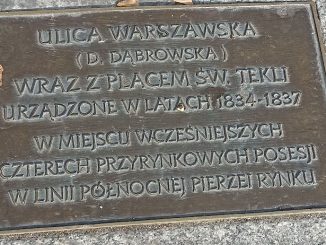 ULICA WARSZAWSKA
(D. DĄBROWSKA)
WRAZ Z PLACEM ŚW. TEKLI
URZĄDZONE W LATACH 1834-1837
W MIEJSCU WCZEŚNIEJSZYCH
CZTERECH PRZYRYNKOWYCH POSESJI
W LINII PÓŁNOCNEJ PIERZEI RYNKU